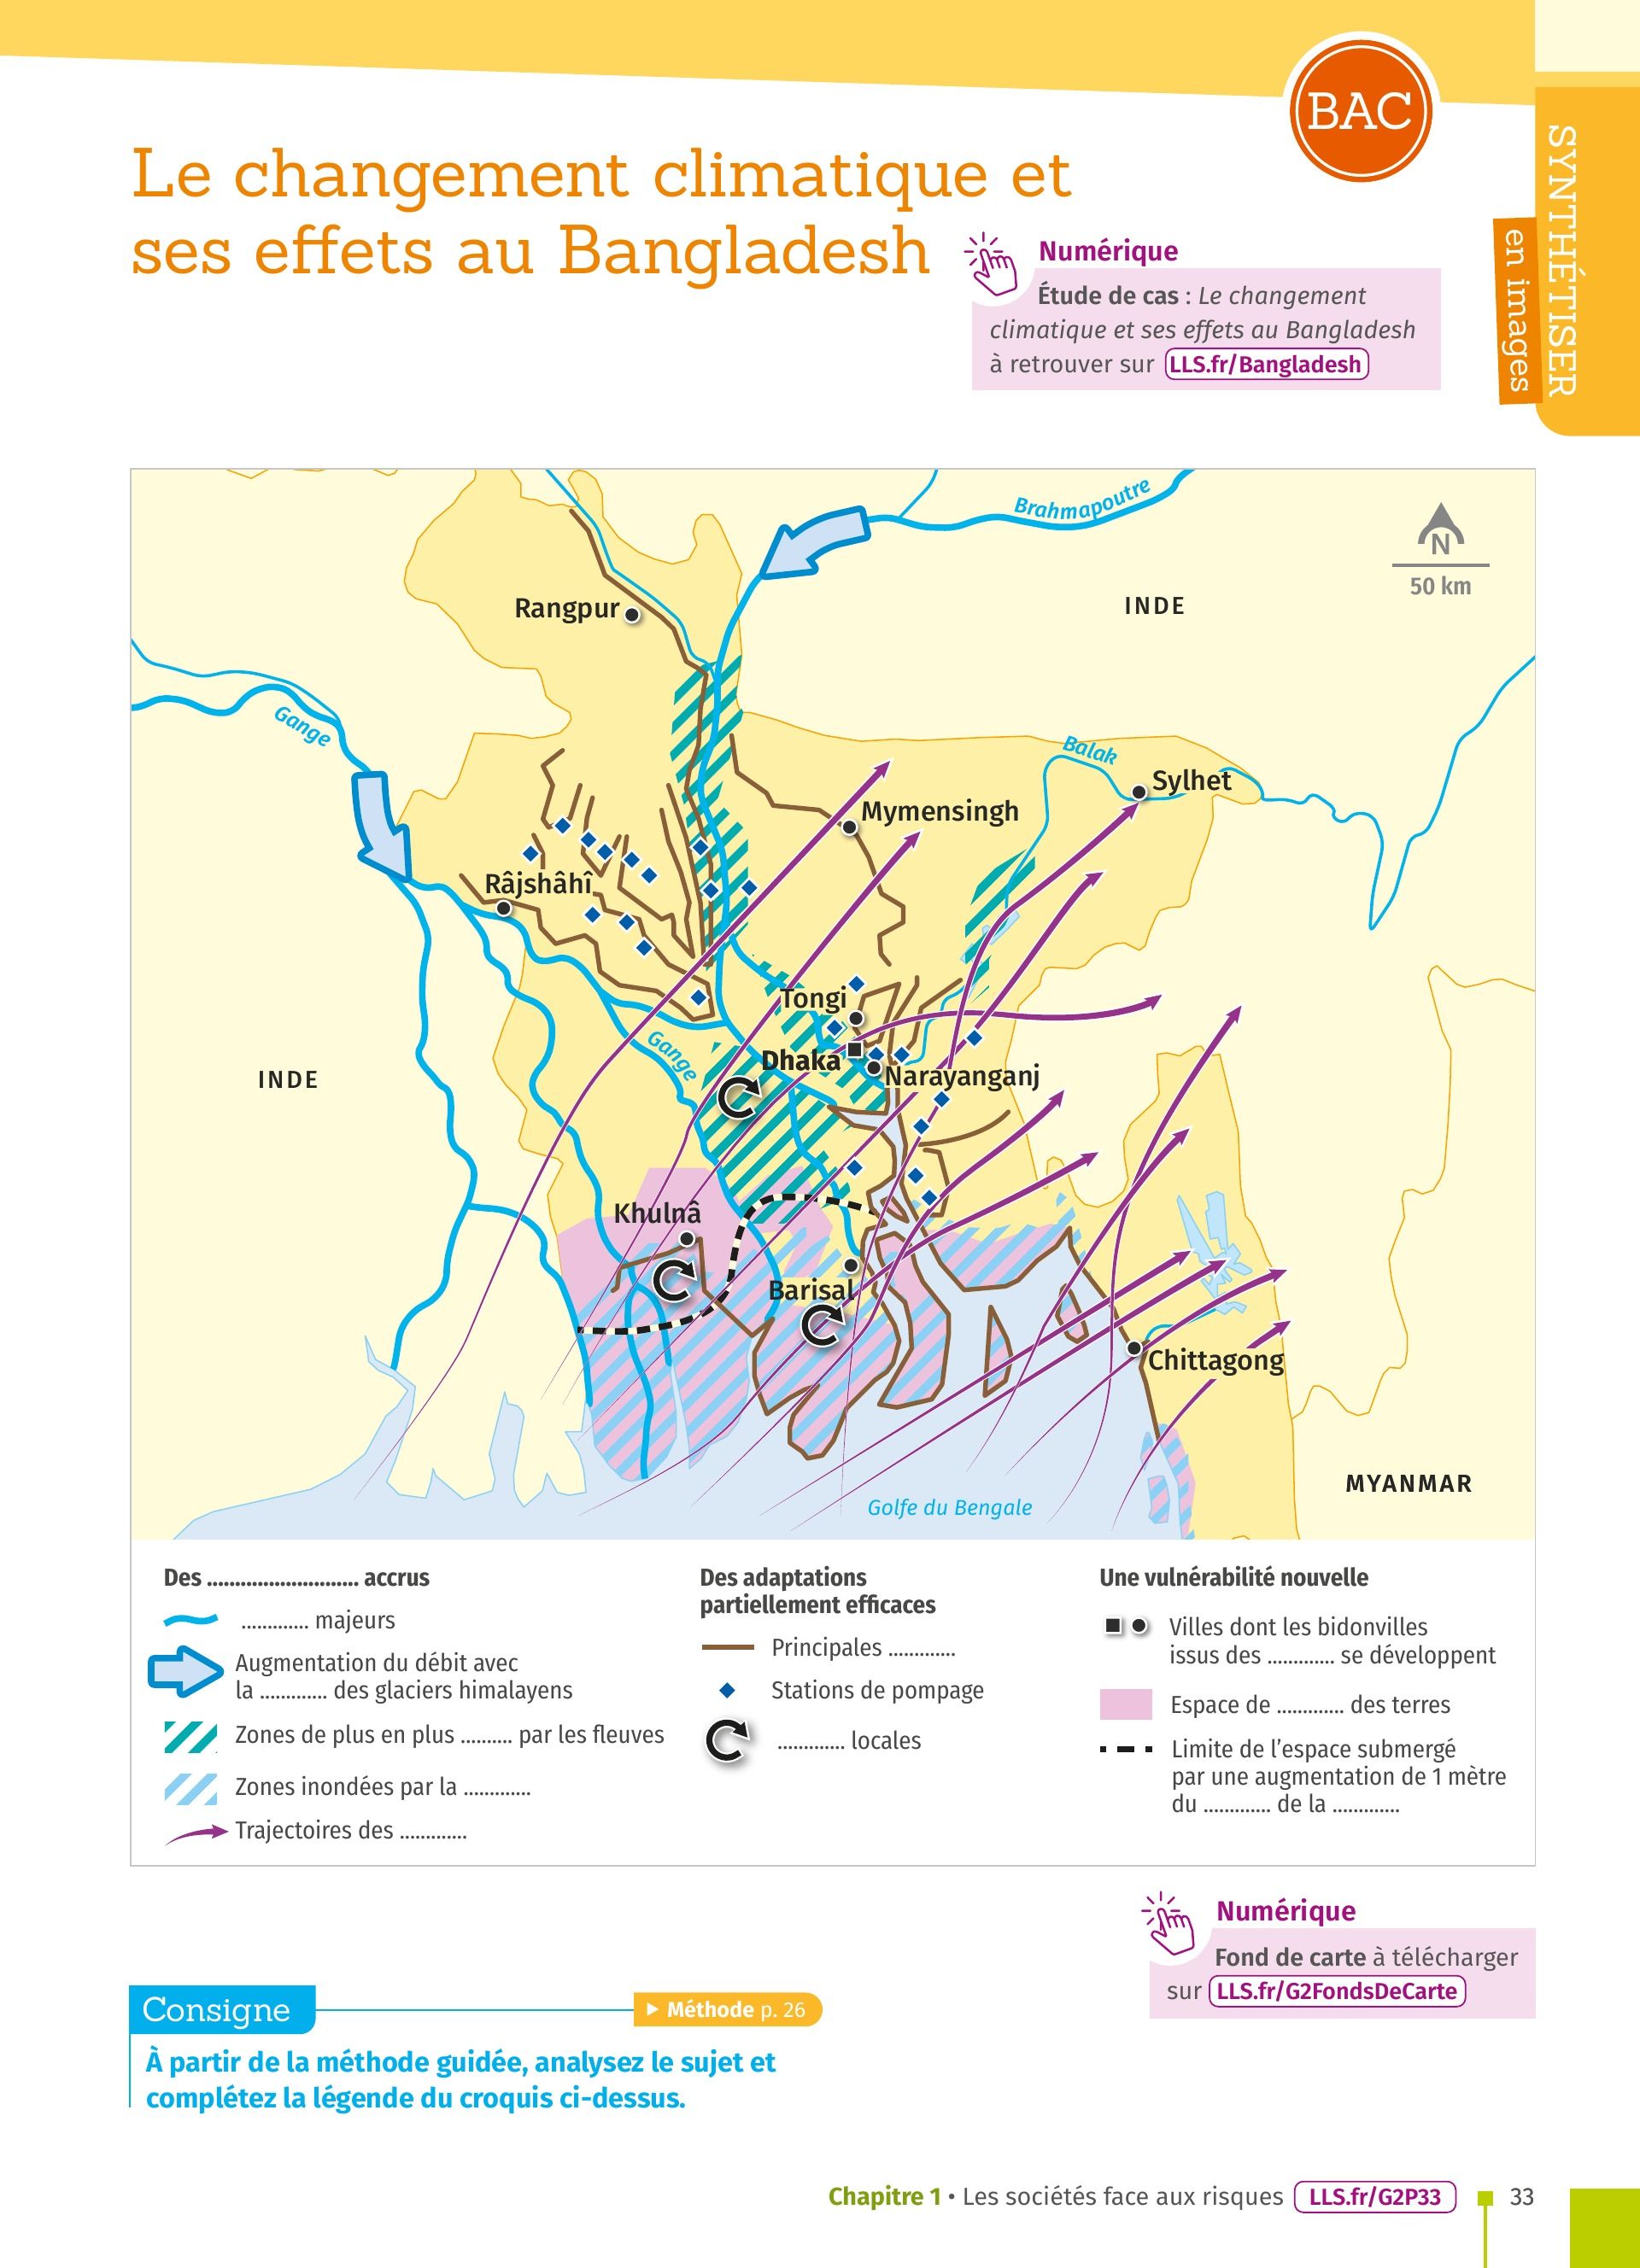 BAC
SYNTHÉTISER
en images
Le changement climatique et
ses effets au Bangladesh
Numérique
Étude de cas : Le changement
climatique et ses effets au Bangladesh
à retrouver sur LLS.fr/Bangladesh
Brahmapoutre
N
50 km
INDE
Rangpur
Gange
Balak
Sylhet
Mymensingh
Râjshâhî
Tongi
Gange
Dhaka
Narayanganj
INDE
Khulnâ
Barisal
Chittagong
MYANMAR
Golfe du Bengale
Des ........................... accrus
............ majeurs
Augmentation du débit avec
la ............ des glaciers himalayens
Zones de plus en plus ......... par les fleuves
Zones inondées par la ............
Trajectoires des ............
Des adaptations
partiellement efficaces
Principales ............
Stations de pompage
............ locales
Une vulnérabilité nouvelle
Villes dont les bidonvilles
issus des ............ se développent
Espace de ............ des terres
Limite de l’espace submergé
par une augmentation de 1 mètre
du ............ de la ............
Numérique
Fond de carte à télécharger
sur LLS.fr/G2FondsDeCarte
Consigne
Méthode p. 26
À partir de la méthode guidée, analysez le sujet et
complétez la légende du croquis ci-dessus.
Chapitre 1 • Les sociétés face aux risques LLS.fr/G2P33 33